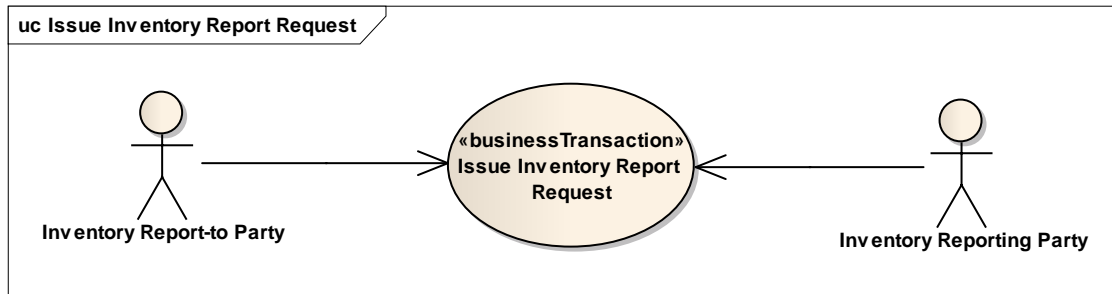 uc Issue Inventory Report Request
«businessTransaction»
Issue Inventory Report
Request
Inventory Report-to Party
Inventory Reporting Party